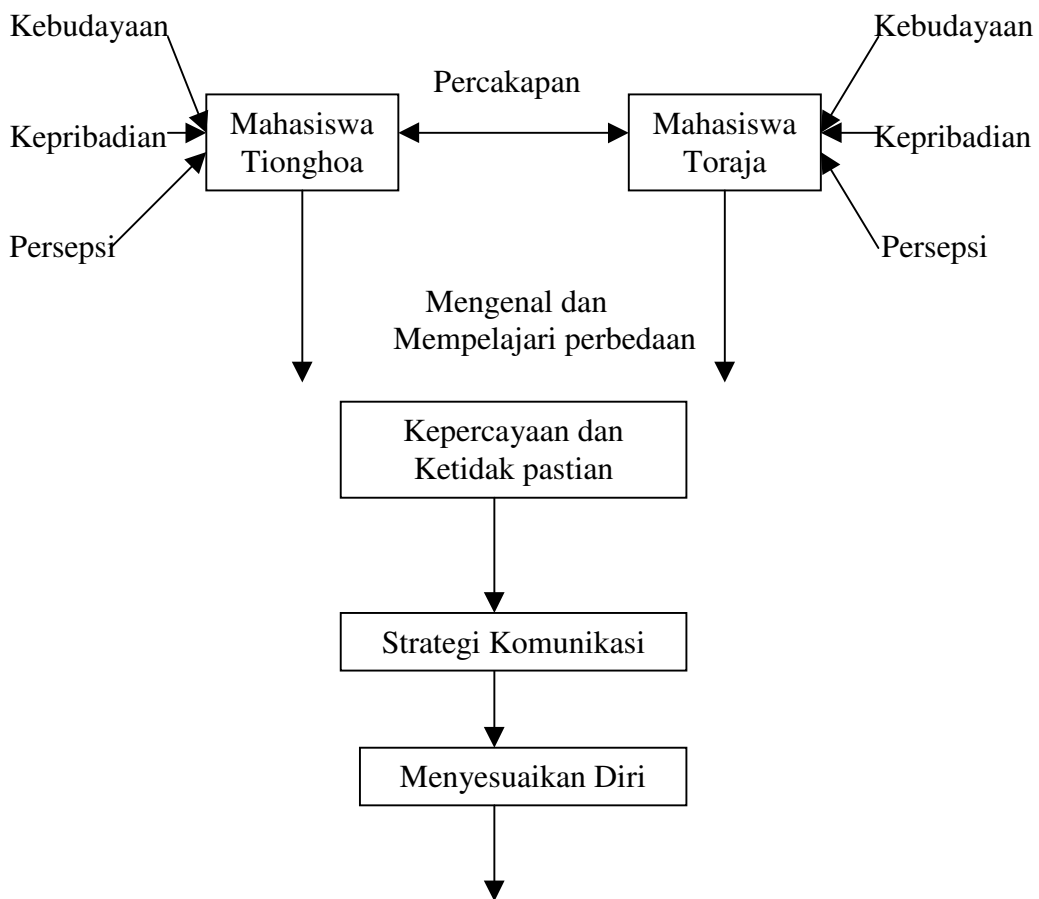 Kebudayaan
Kebudayaan
Percakapan
Kepribadian
Mahasiswa
Tionghoa
Mahasiswa
Toraja
Kepribadian
Persepsi
Persepsi
Mengenal dan
Mempelajari perbedaan
Kepercayaan dan
Ketidak pastian
Strategi Komunikasi
Menyesuaikan Diri